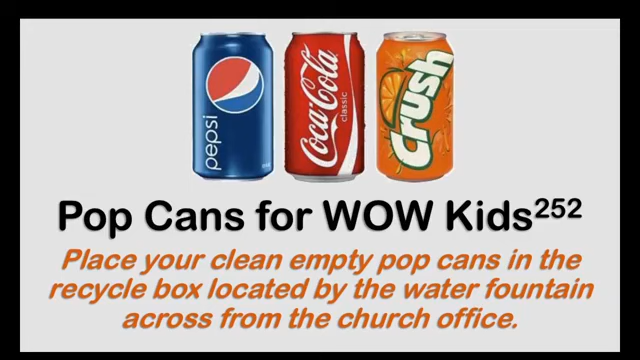 pepsi
Coca-Cola
classic
Crush
Pop Cans for WOW Kids²⁵²
Place your clean empty pop cans in the
recycle box located by the water fountain
across from the church office.